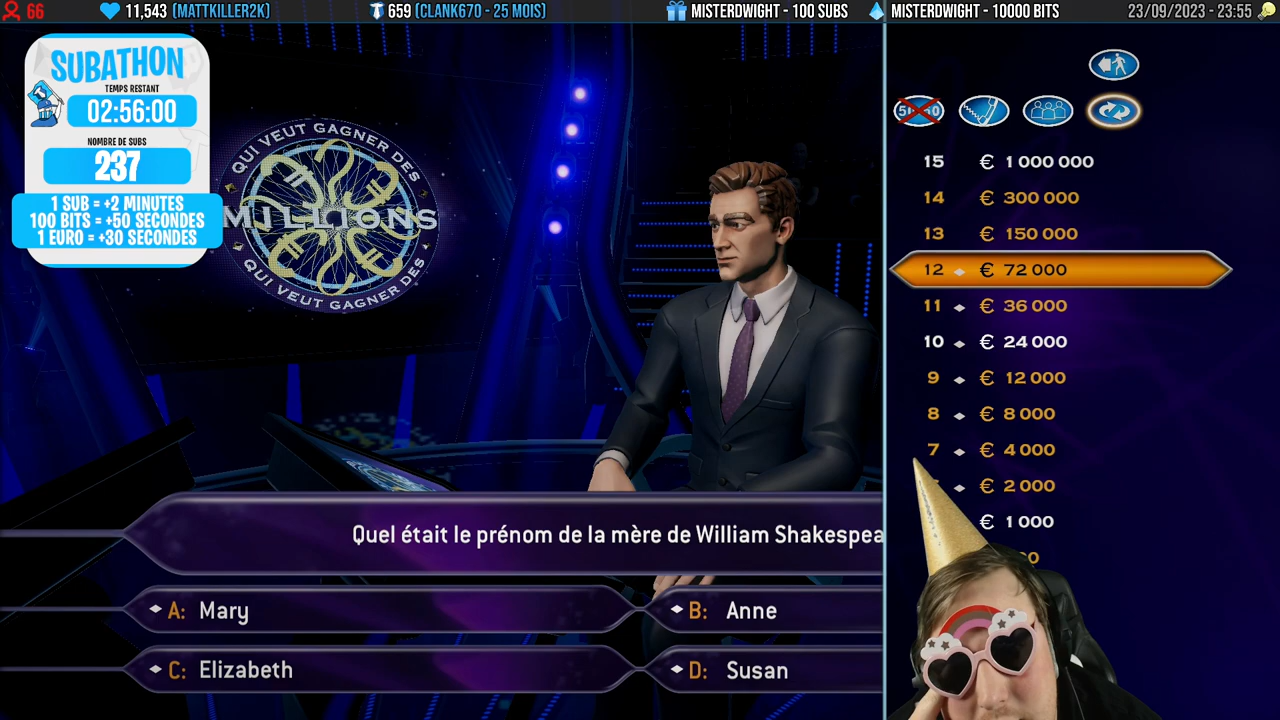 66
11,543 (MATTKILLER2K)
659 (CLANK670 - 25 MOIS)
MISTERDWIGHT - 100 SUBS
MISTERDWIGHT - 10000 BITS
23/09/2023 - 23:55
SUBATHON
TEMPS RESTANT
02:56:00
NOMBRE DE SUBS
237
1 SUB = +2 MINUTES
100 BITS = +50 SECONDES
1 EURO = +30 SECONDES
QUI VEUT GAGNER DES
MILLIONS
QUI VEUT GAGNER DES
15 € 1 000 000
14 € 300 000
13 € 150 000
12 € 72 000
11 € 36 000
10 € 24 000
9 € 12 000
8 € 8 000
7 € 4 000
€ 2 000
€ 1 000
Quel était le prénom de la mère de William Shakespea
A: Mary
B: Anne
C: Elizabeth
D: Susan